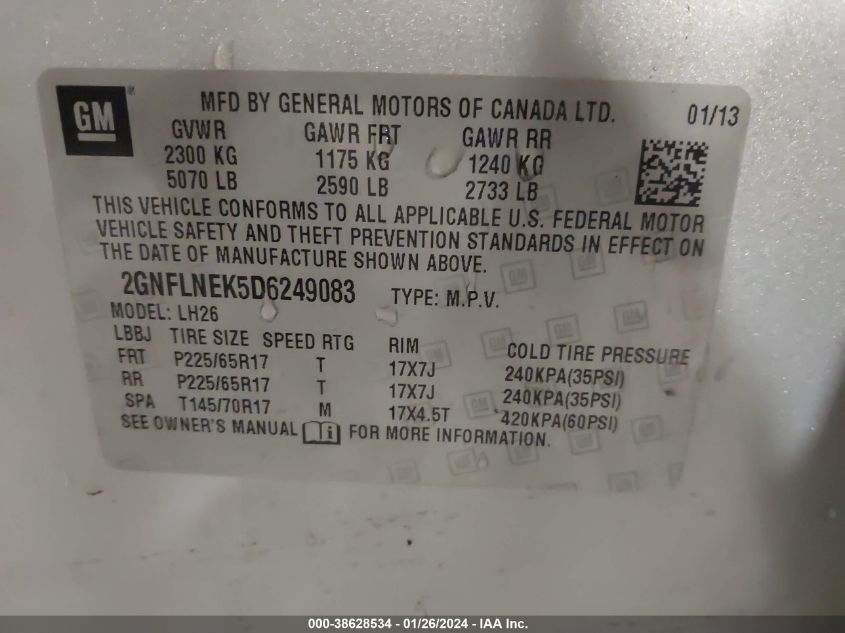 GM
MFD BY GENERAL MOTORS OF CANADA LTD. 01/13
GVWR GAWR FRT GAWR RR
2300 KG 1175 KG 1240 KG
5070 LB 2590 LB 2733 LB
THIS VEHICLE CONFORMS TO ALL APPLICABLE U.S. FEDERAL MOTOR
VEHICLE SAFETY AND THEFT PREVENTION STANDARDS IN EFFECT ON
THE DATE OF MANUFACTURE SHOWN ABOVE.
2GNFLNEK5D6249083 TYPE: M.P.V.
MODEL: LH26
LBBJ TIRE SIZE SPEED RTG RIM COLD TIRE PRESSURE
FRT P225/65R17 T 17X7J 240KPA(35PSI)
RR P225/65R17 T 17X7J 240KPA(35PSI)
SPA T145/70R17 M 17X4.5T 420KPA(60PSI)
SEE OWNER'S MANUAL FOR MORE INFORMATION.
000-38628534 - 01/26/2024 - IAA Inc.